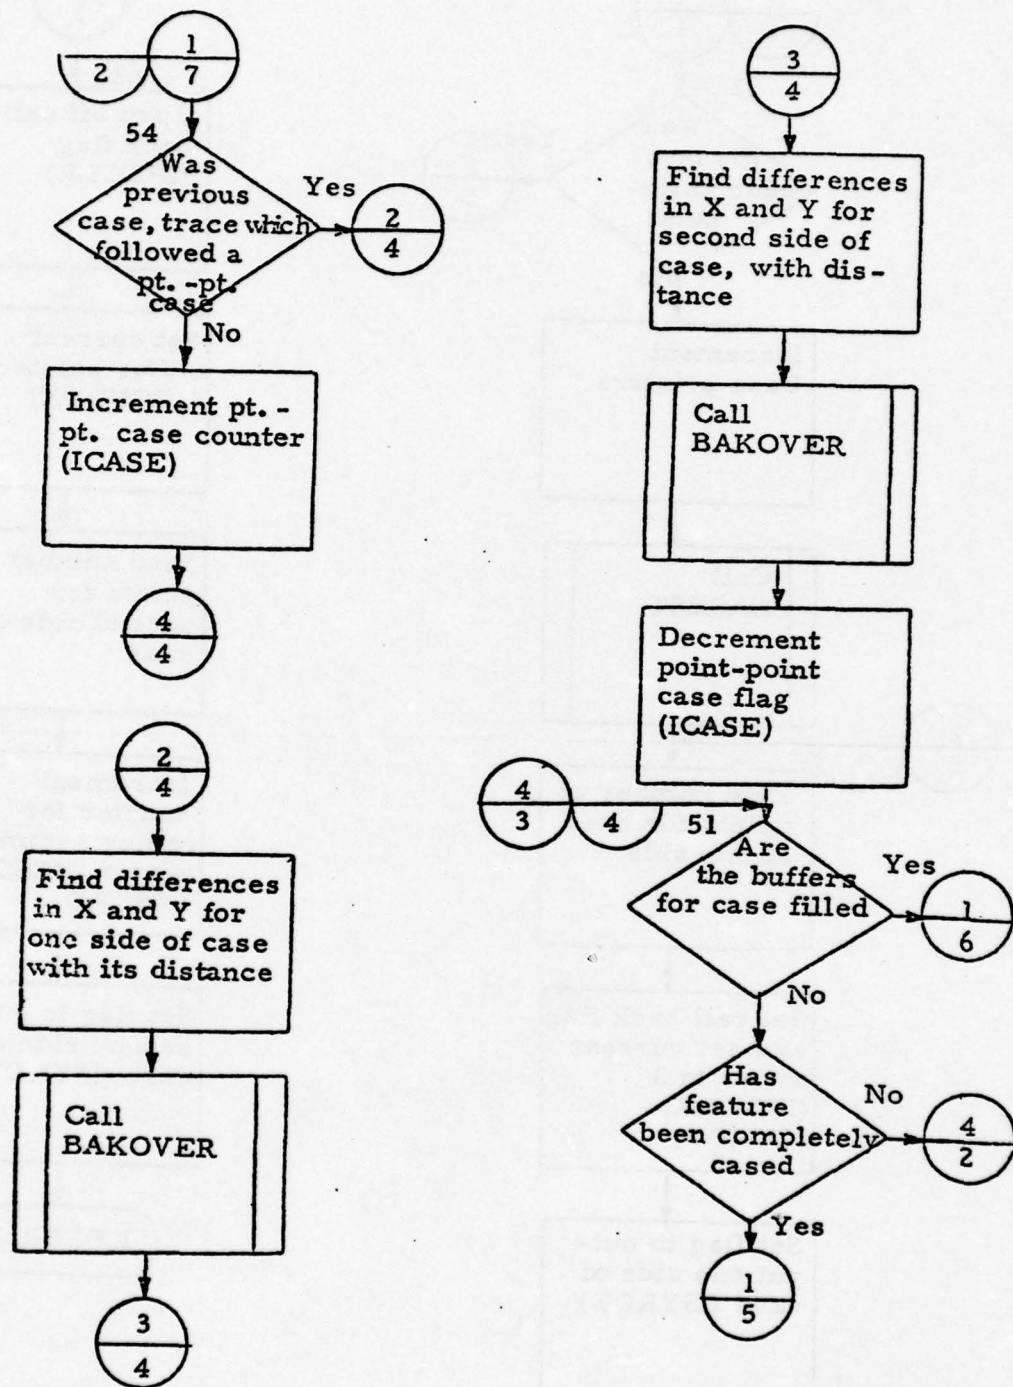 2
1
7
54
Was
previous
case, trace which
followed a
pt. -pt.
case
Yes
2
4
No
Increment pt. -
pt. case counter
(ICASE)
4
4
2
4
Find differences
in X and Y for
one side of case
with its distance
Call
BAKOVER
3
4
3
4
Find differences
in X and Y for
second side of
case, with dis-
tance
Call
BAKOVER
Decrement
point-point
case flag
(ICASE)
4
3
4
51
Are
the buffers
for case filled
Yes
1
6
No
Has
feature
been completely
cased
No
4
2
Yes
1
5